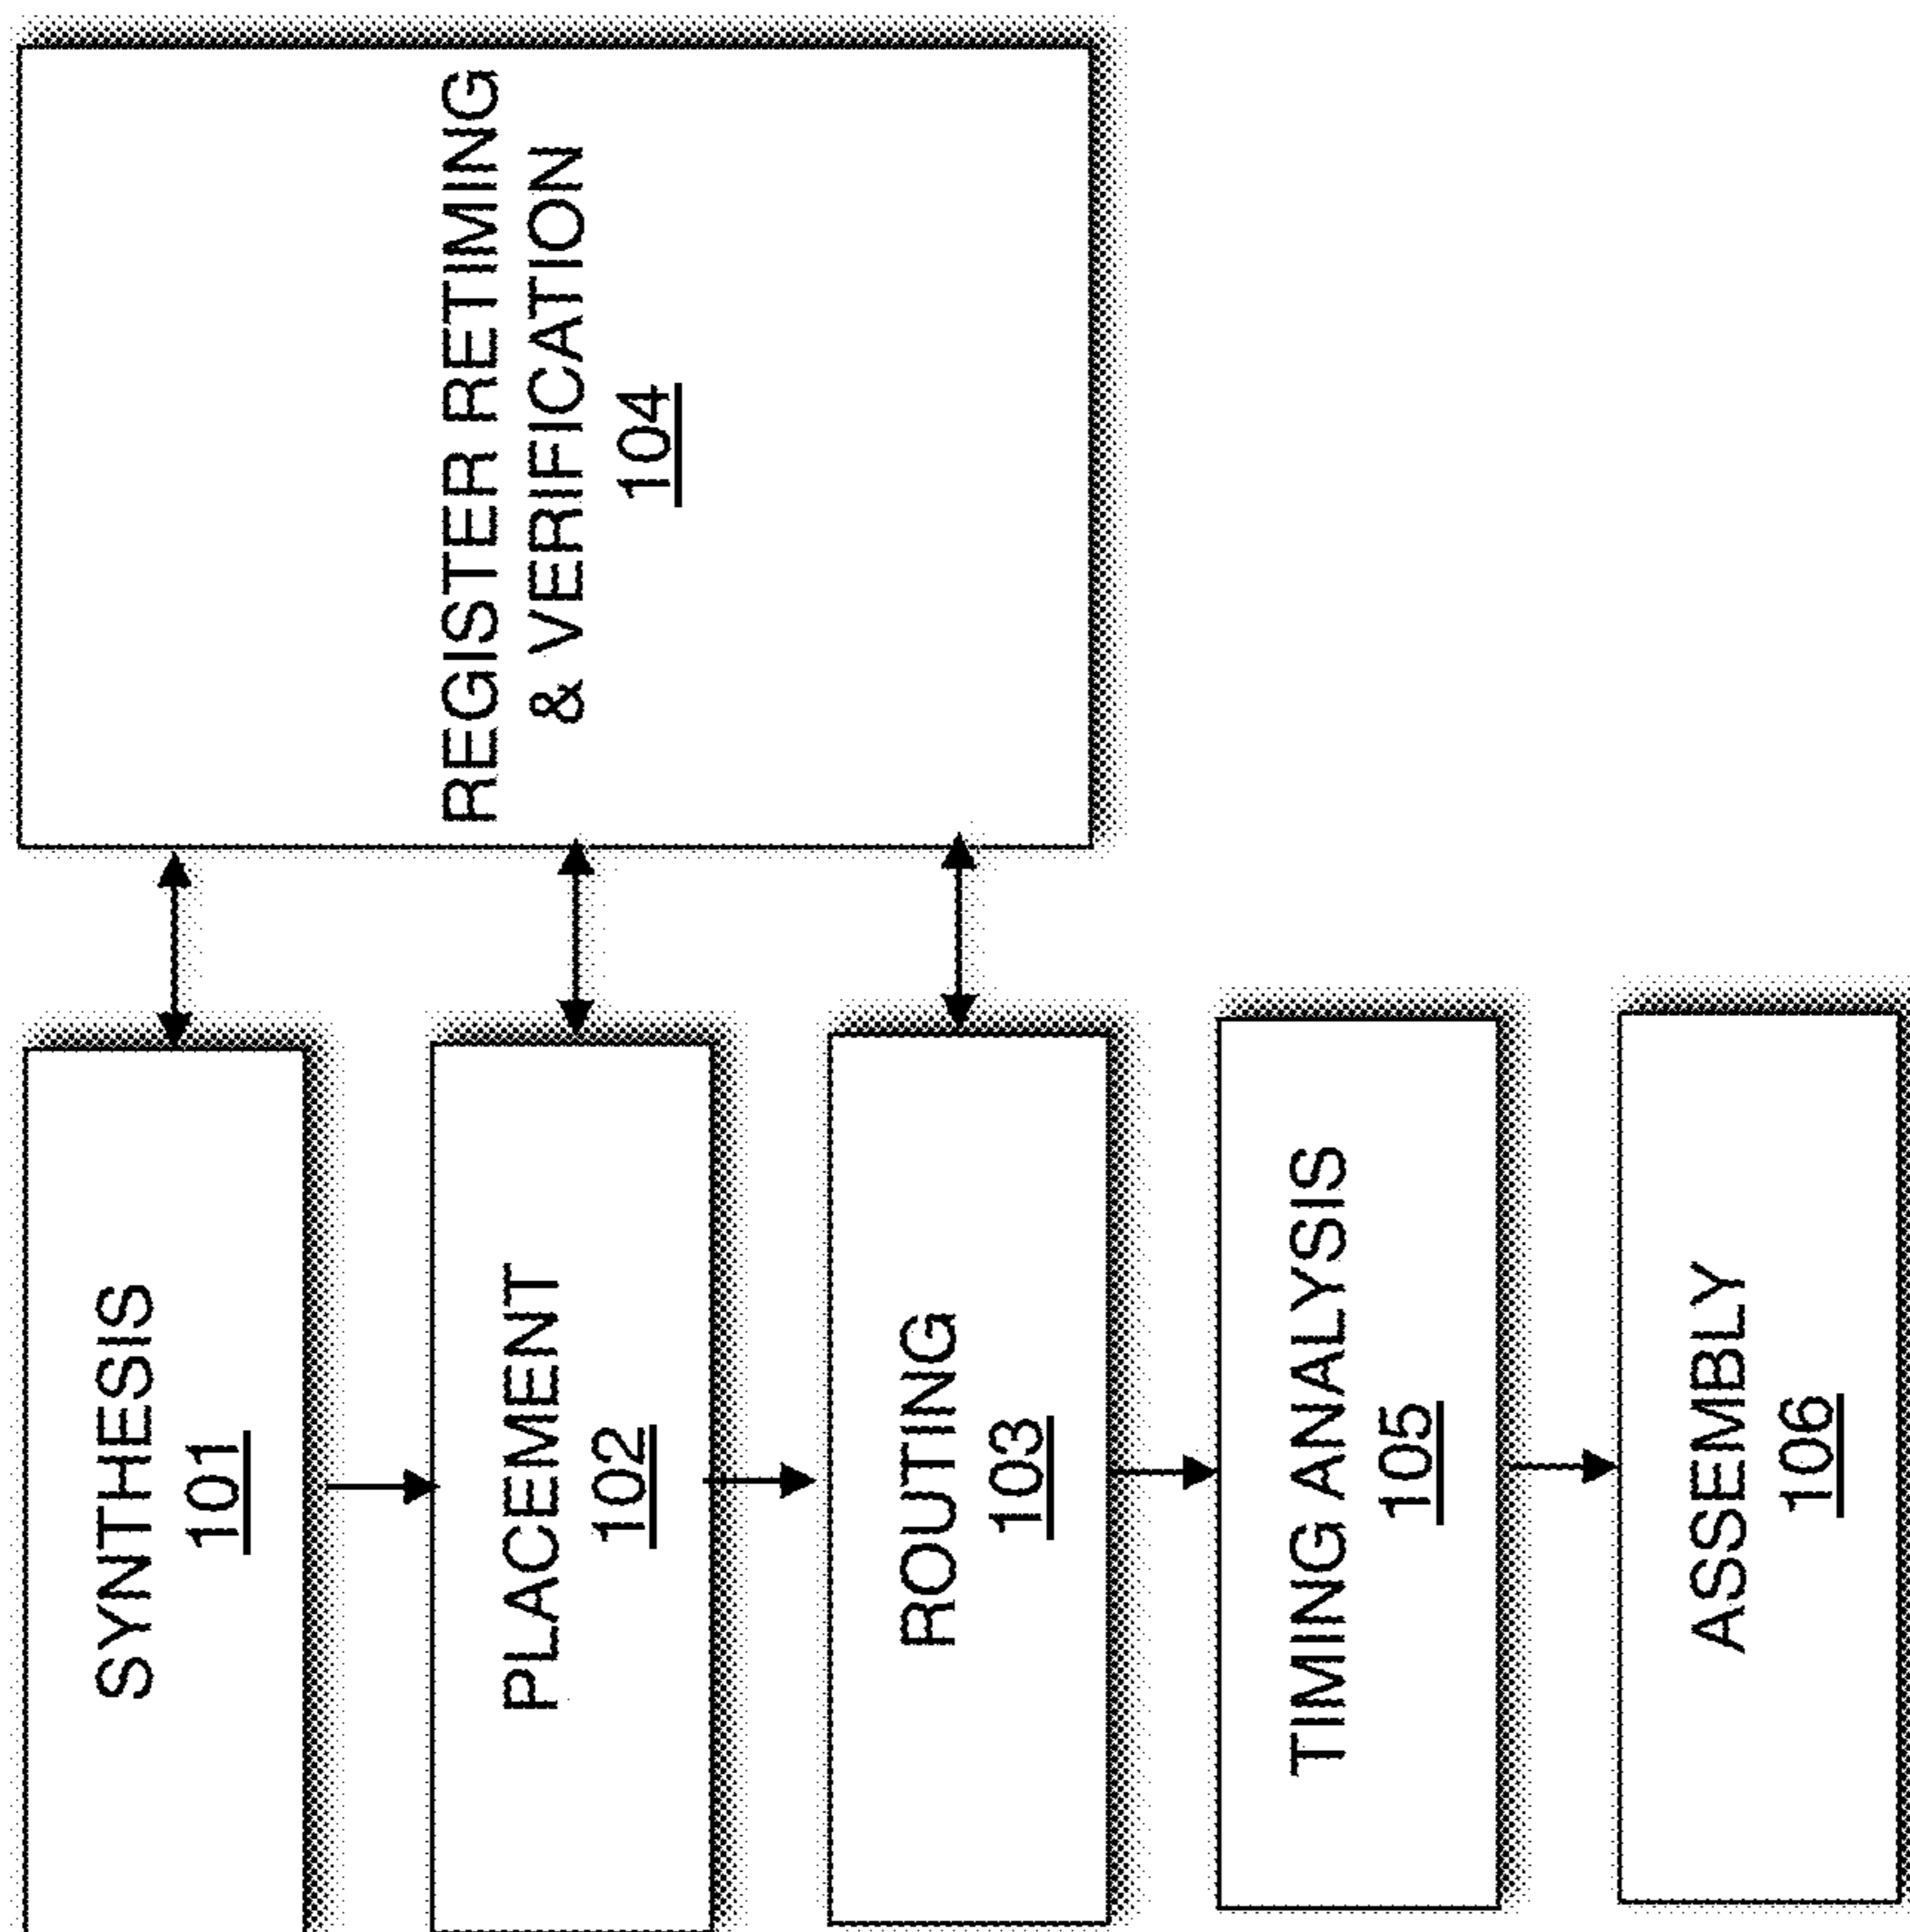 SYNTHESIS
101
PLACEMENT
102
ROUTING
103
TIMING ANALYSIS
105
ASSEMBLY
106
REGISTER RETIMING
& VERIFICATION
104